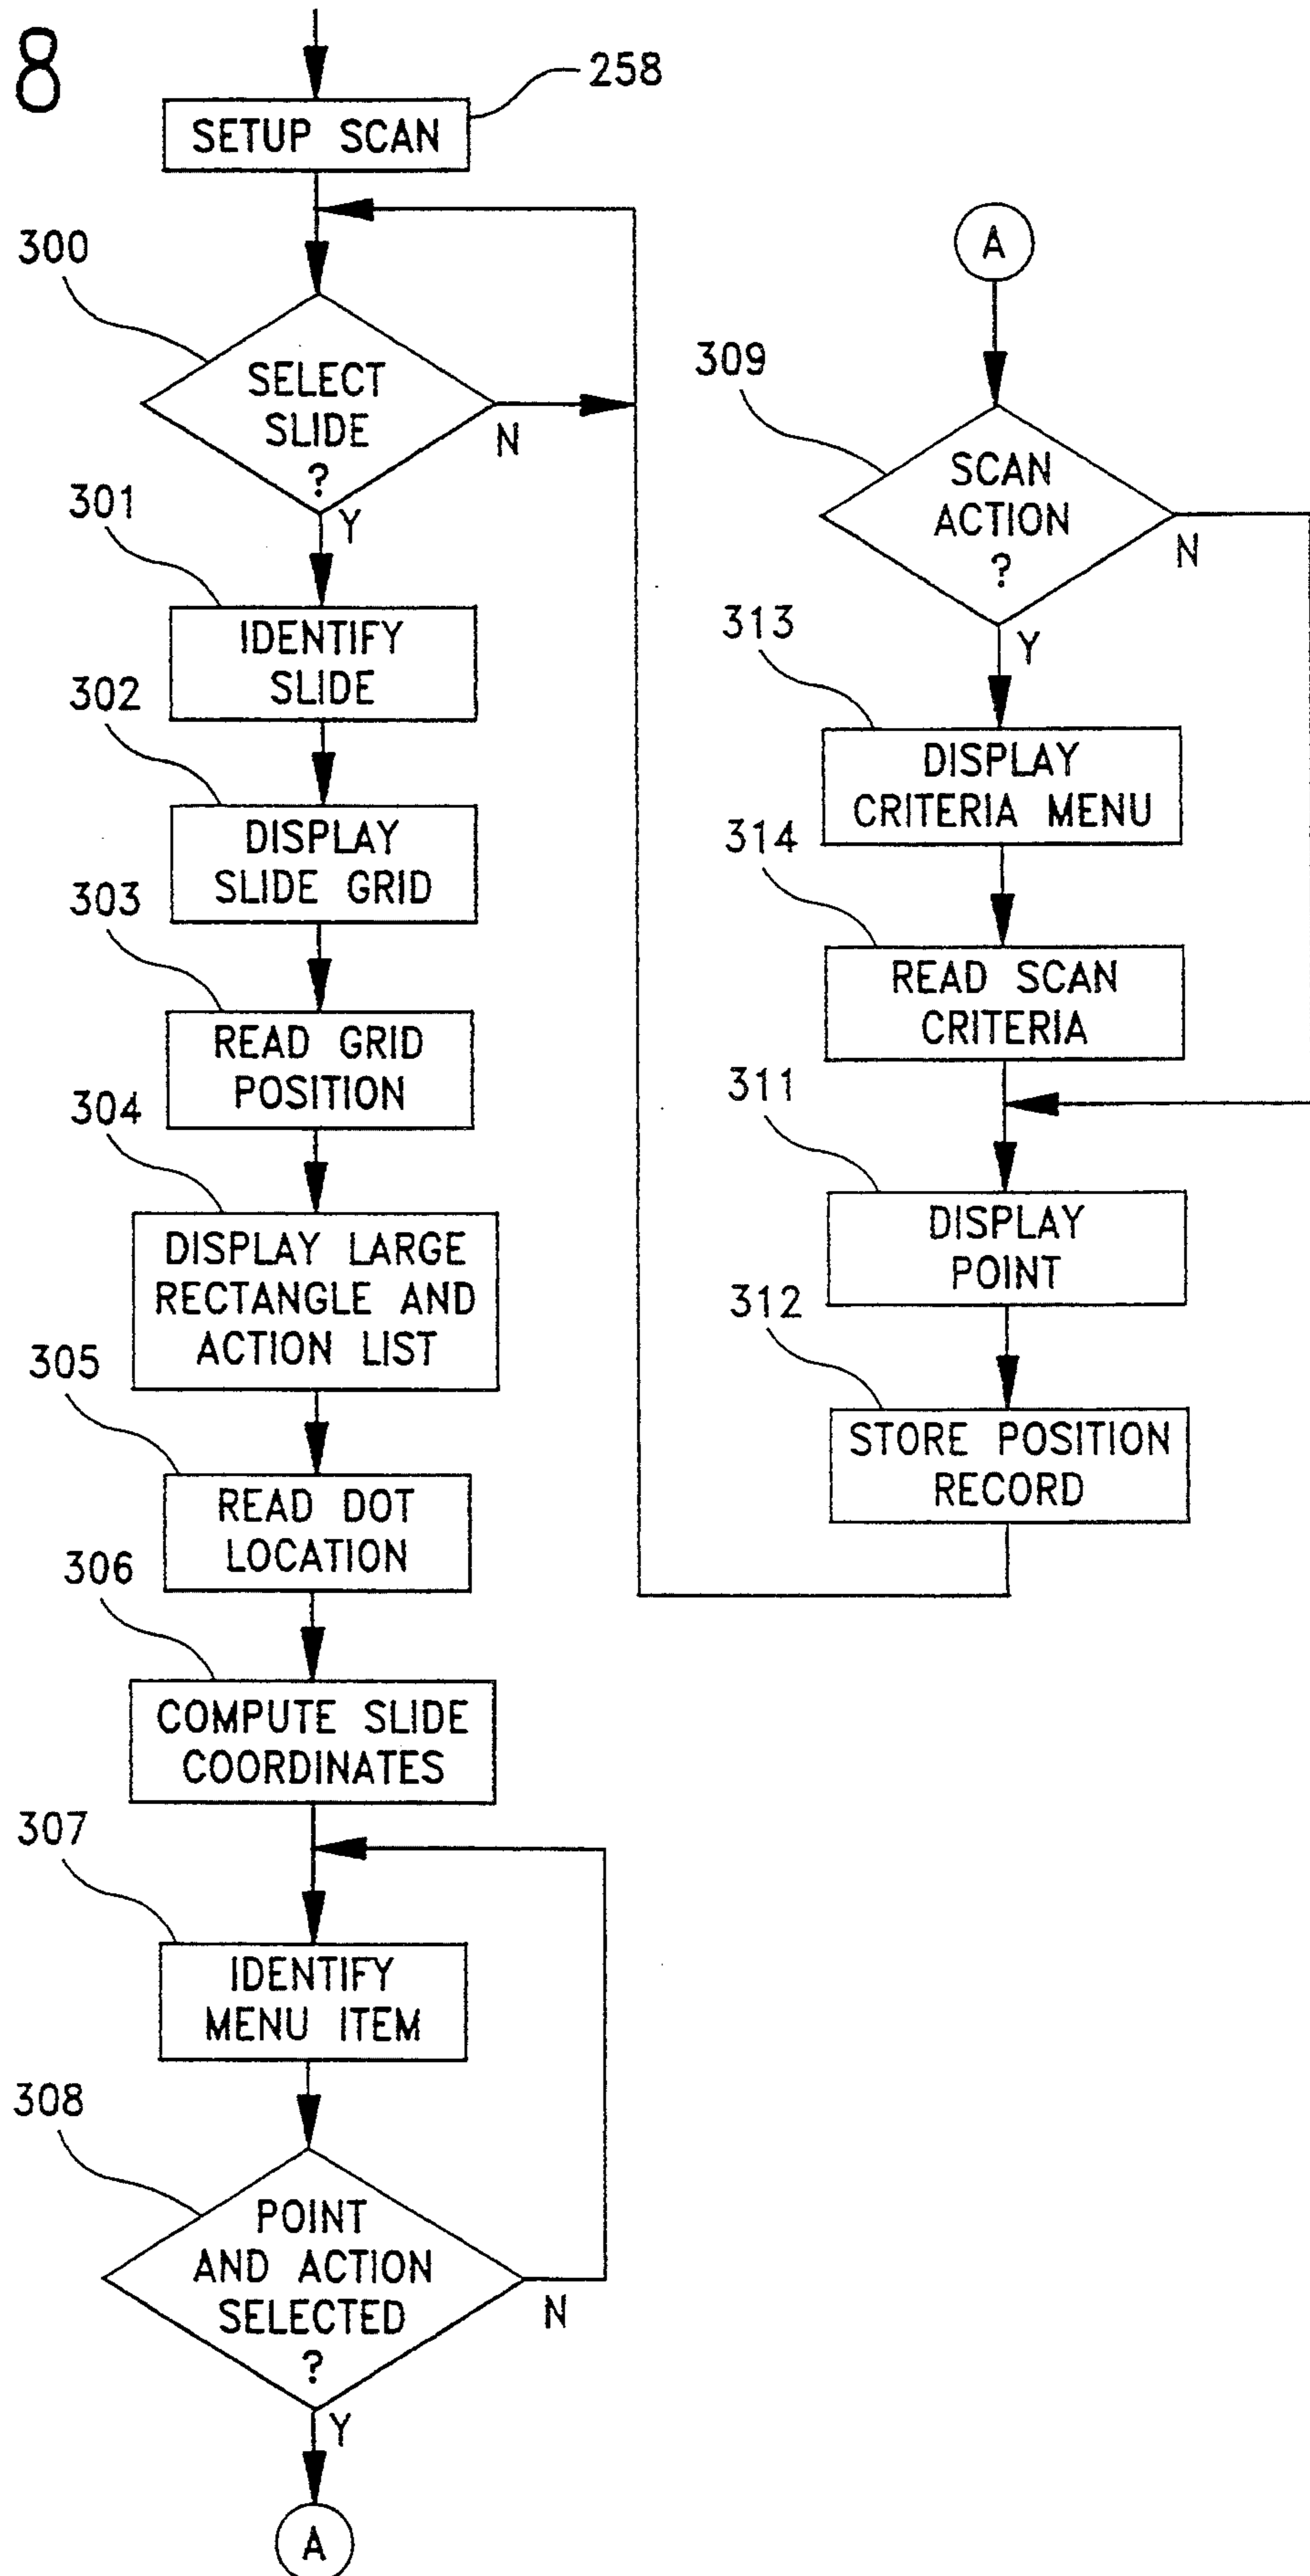 8
258
SETUP SCAN
300
SELECT
SLIDE
?
N
Y
301
IDENTIFY
SLIDE
302
DISPLAY
SLIDE GRID
303
READ GRID
POSITION
304
DISPLAY LARGE
RECTANGLE AND
ACTION LIST
305
READ DOT
LOCATION
306
COMPUTE SLIDE
COORDINATES
307
IDENTIFY
MENU ITEM
308
POINT
AND ACTION
SELECTED
?
N
Y
A
A
309
SCAN
ACTION
?
N
Y
313
DISPLAY
CRITERIA MENU
314
READ SCAN
CRITERIA
311
DISPLAY
POINT
312
STORE POSITION
RECORD